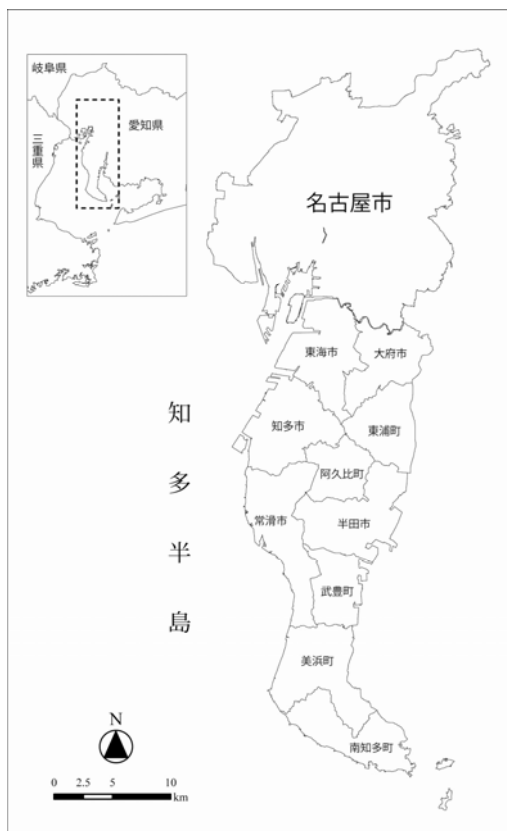 岐阜県
愛知県
三重県
名古屋市
東海市
大府市
知多市
東浦町
阿久比町
常滑市
半田市
武豊町
美浜町
南知多町
知多半島
N
0 2.5 5 10
km